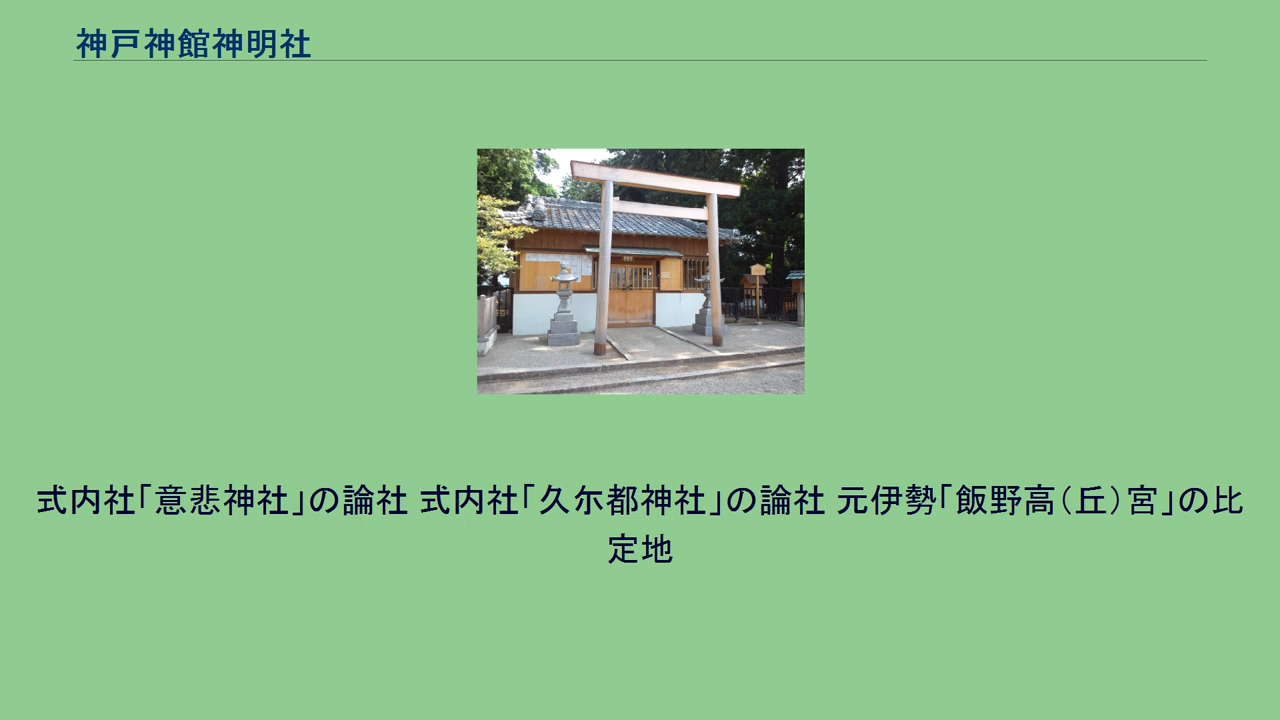 神戸神館神明社
式内社｢意悲神社｣の論社 式内社｢久尓都神社｣の論社 元伊勢｢飯野高（丘）宮｣の比
定地